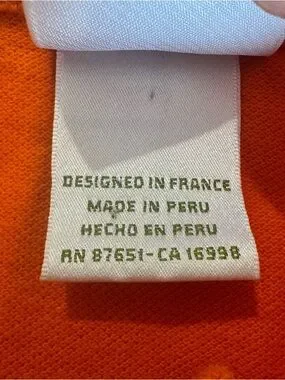 DESIGNED IN FRANCE
MADE IN PERU
HECHO EN PERU
RN 87651-CA 16998